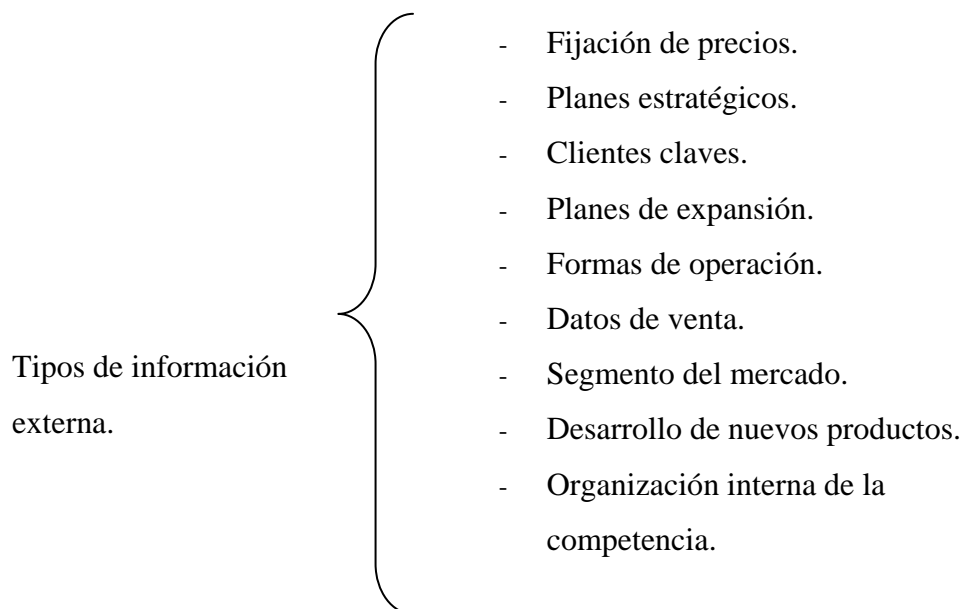 Tipos de información
externa.
- Fijación de precios.
- Planes estratégicos.
- Clientes claves.
- Planes de expansión.
- Formas de operación.
- Datos de venta.
- Segmento del mercado.
- Desarrollo de nuevos productos.
- Organización interna de la
competencia.